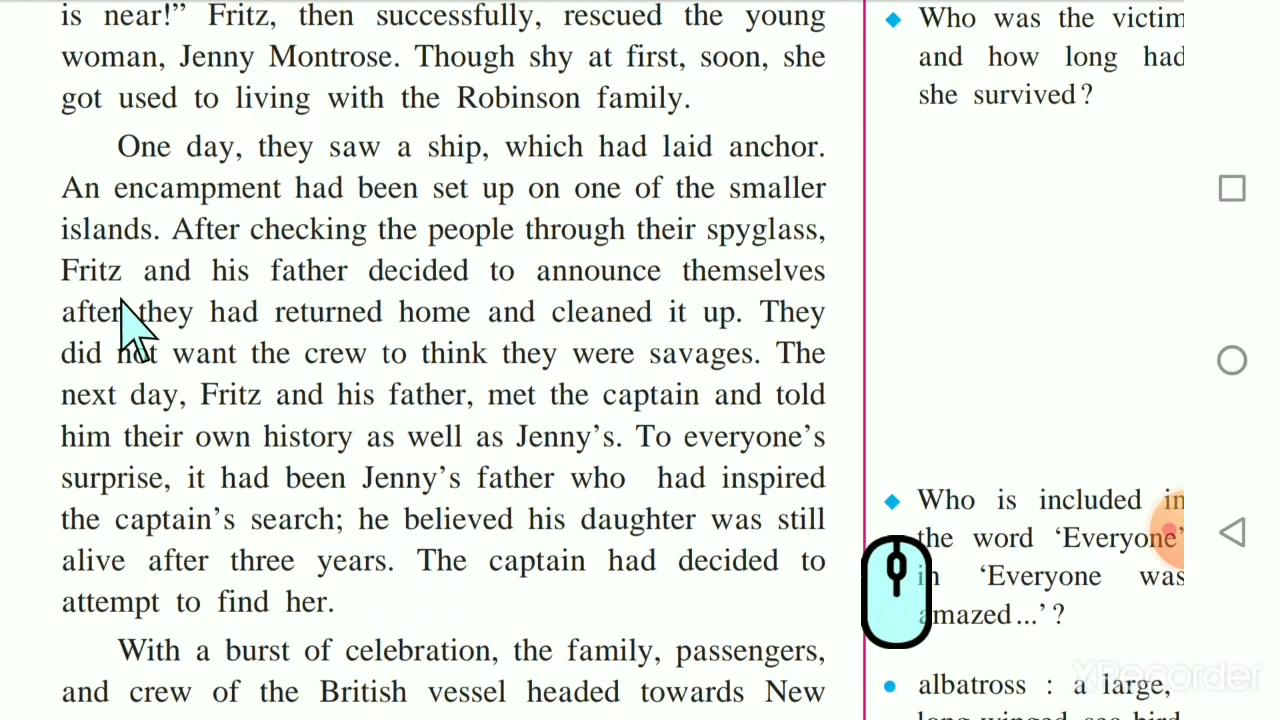 is near!” Fritz, then successfully, rescued the young
woman, Jenny Montrose. Though shy at first, soon, she
got used to living with the Robinson family.
One day, they saw a ship, which had laid anchor.
An encampment had been set up on one of the smaller
islands. After checking the people through their spyglass,
Fritz and his father decided to announce themselves
after they had returned home and cleaned it up. They
did not want the crew to think they were savages. The
next day, Fritz and his father, met the captain and told
him their own history as well as Jenny’s. To everyone’s
surprise, it had been Jenny’s father who had inspired
the captain’s search; he believed his daughter was still
alive after three years. The captain had decided to
attempt to find her.
With a burst of celebration, the family, passengers,
and crew of the British vessel headed towards New
Who was the victim
and how long had
she survived?
Who is included in
the word ‘Everyone’
in ‘Everyone was
amazed...’?
albatross : a large,
long-winged sea bird
XRecorder